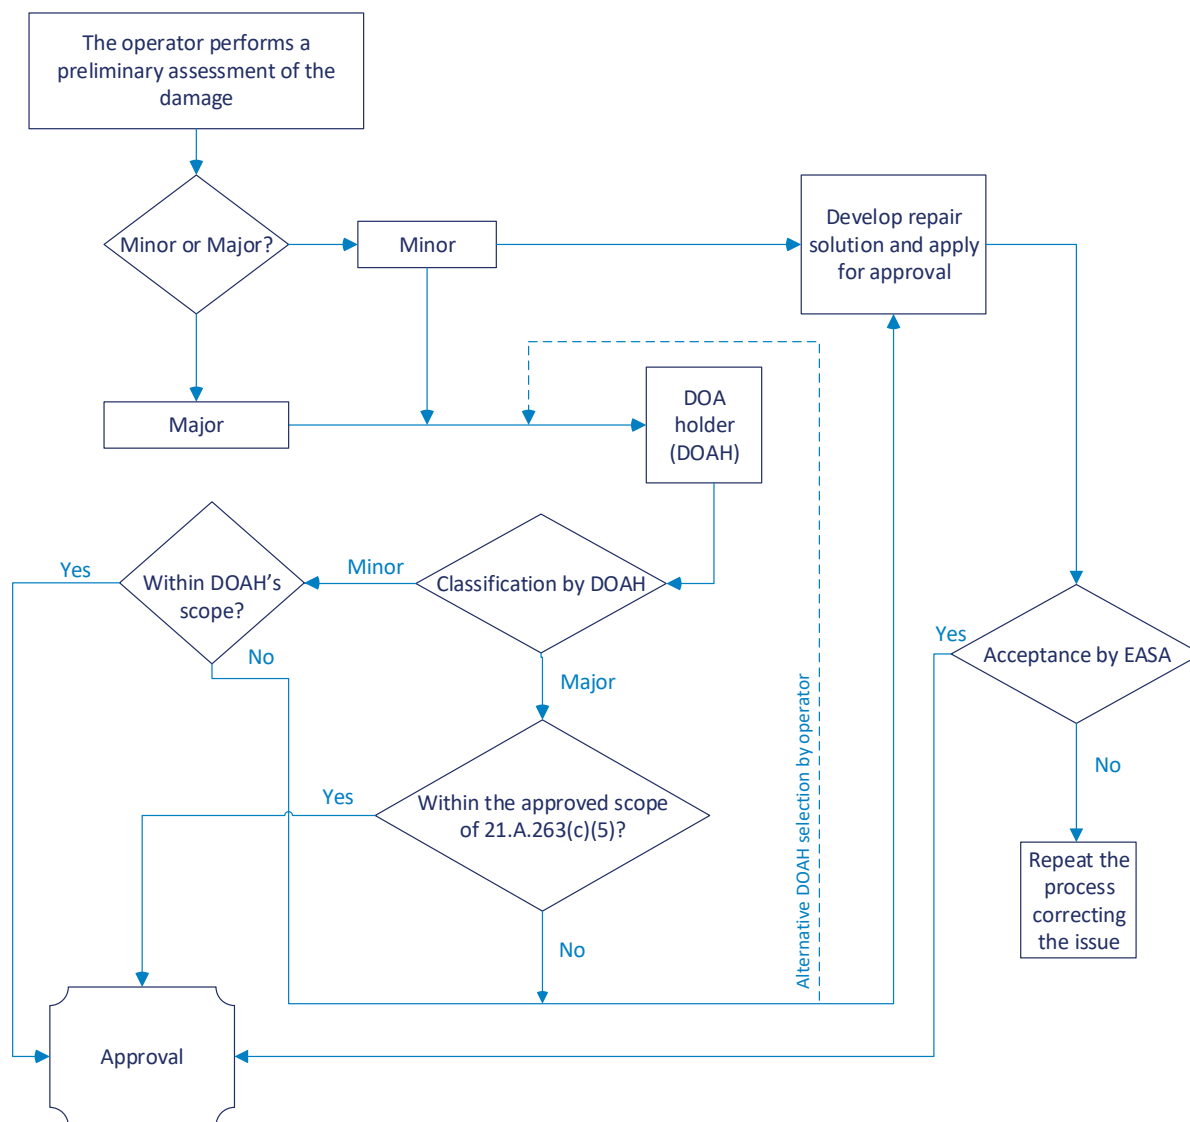 The operator performs a
preliminary assessment of the
damage
Minor or Major?
Minor
Develop repair
solution and apply
for approval
Major
DOA
holder
(DOAH)
Yes
Within DOAH’s
scope?
Minor
Classification by DOAH
No
Major
Yes
Acceptance by EASA
No
Alternative DOAH selection by operator
Yes
Within the approved scope
of 21.A.263(c)(5)?
No
Repeat the
process
correcting
the issue
Approval